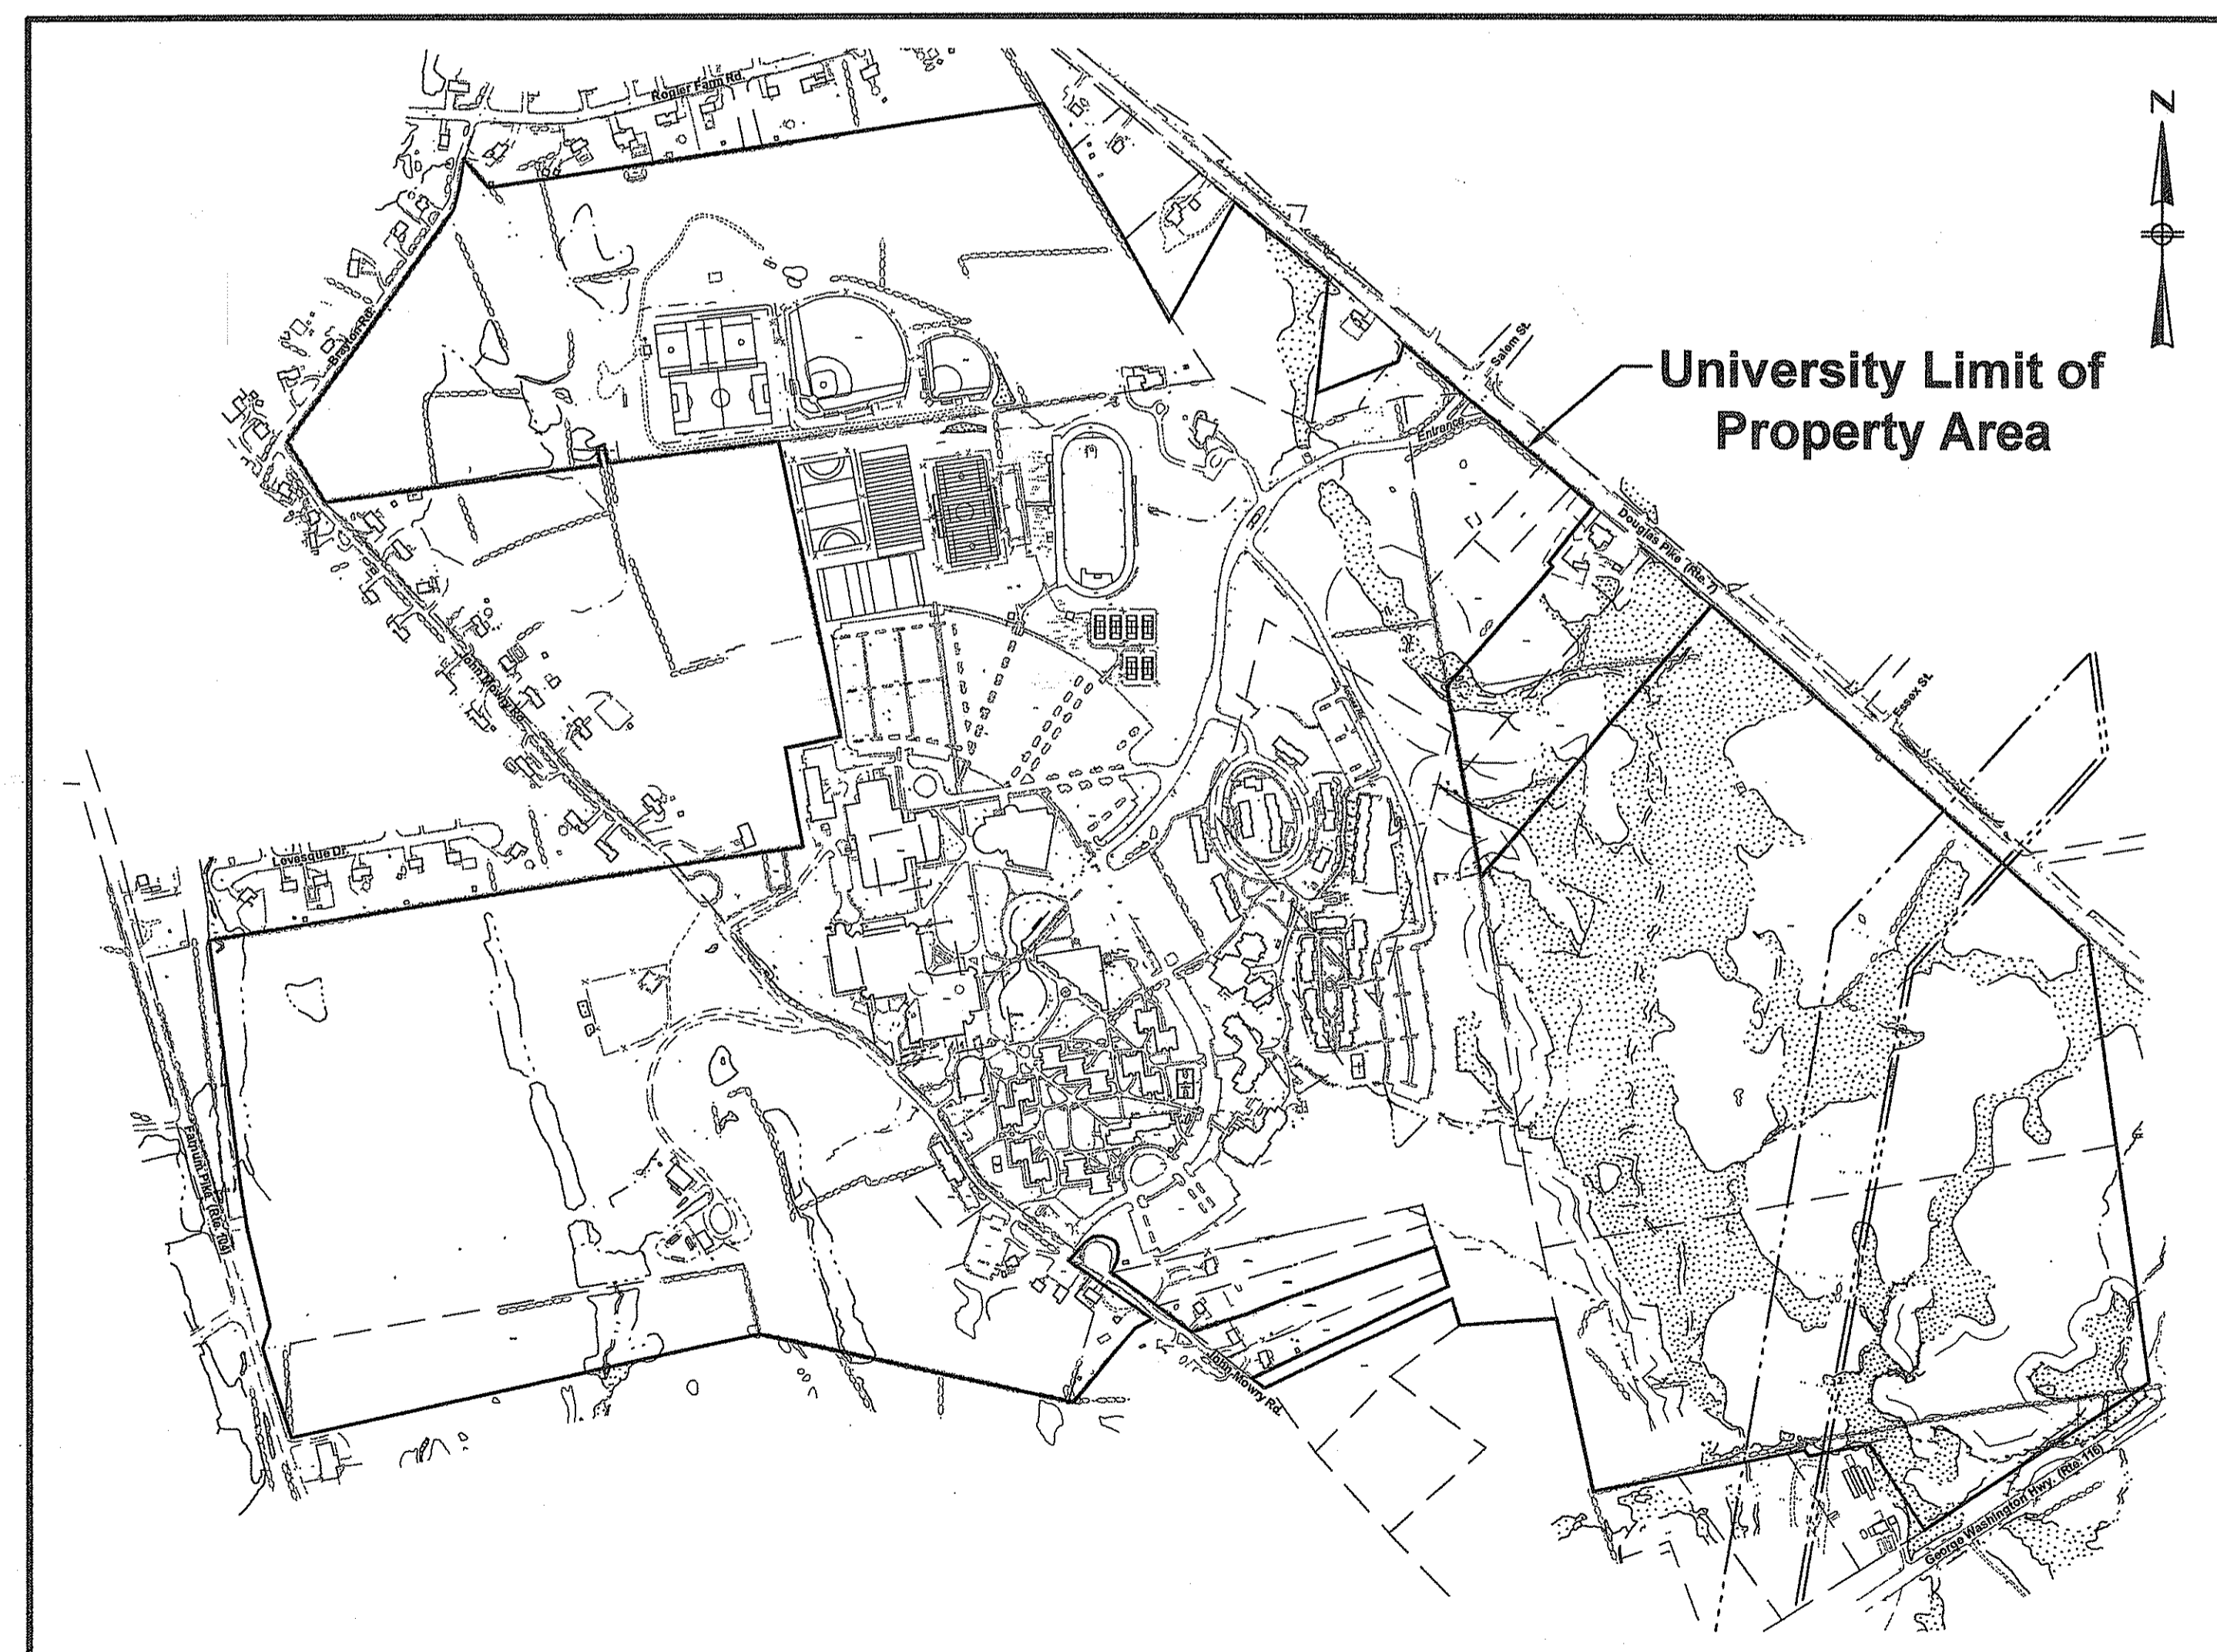 Rogler Farm Rd.
N
Brayton Rd.
Salem St.
University Limit of
Property Area
Entrance
Douglas Pike (Rte. 7)
John Mowry Rd.
Essex St.
Levesque Dr.
Farnum Pike (Rte. 104)
John Mowry Rd.
George Washington Hwy. (Rte. 116)